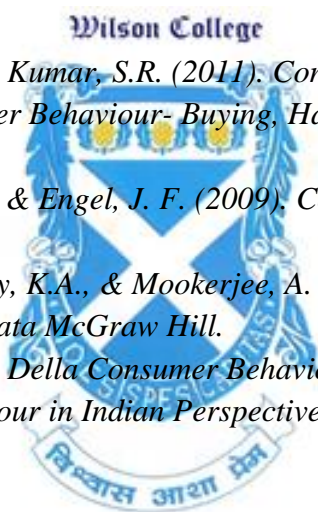 Wilson College
Kumar, S.R. (2011). Con
er Behaviour- Buying, Ha
& Engel, J. F. (2009). C
y, K.A., & Mookerjee, A.
ata McGraw Hill.
Della Consumer Behavio
our in Indian Perspective
विश्वास आशा प्रेम